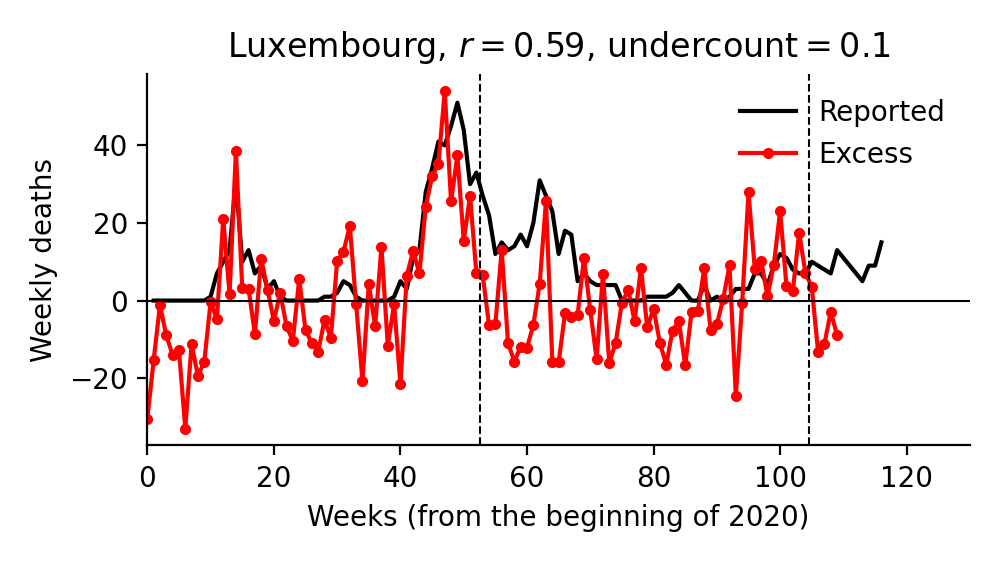 Luxembourg, r = 0.59, undercount = 0.1
Weekly deaths
40
20
0
−20
Reported
Excess
0 20 40 60 80 100 120
Weeks (from the beginning of 2020)